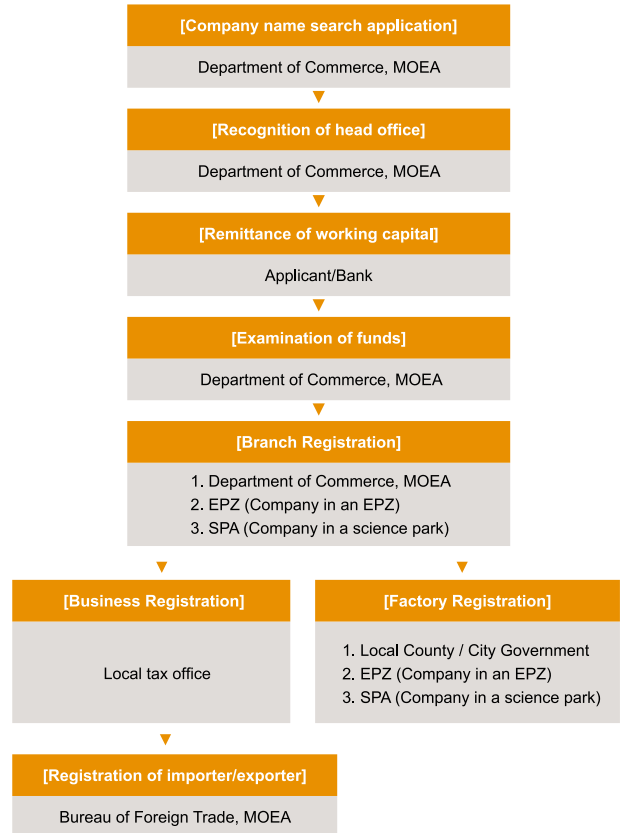 [Company name search application]
Department of Commerce, MOEA
[Recognition of head office]
Department of Commerce, MOEA
[Remittance of working capital]
Applicant/Bank
[Examination of funds]
Department of Commerce, MOEA
[Branch Registration]
1. Department of Commerce, MOEA
2. EPZ (Company in an EPZ)
3. SPA (Company in a science park)
[Business Registration]
Local tax office
[Factory Registration]
1. Local County / City Government
2. EPZ (Company in an EPZ)
3. SPA (Company in a science park)
[Registration of importer/exporter]
Bureau of Foreign Trade, MOEA